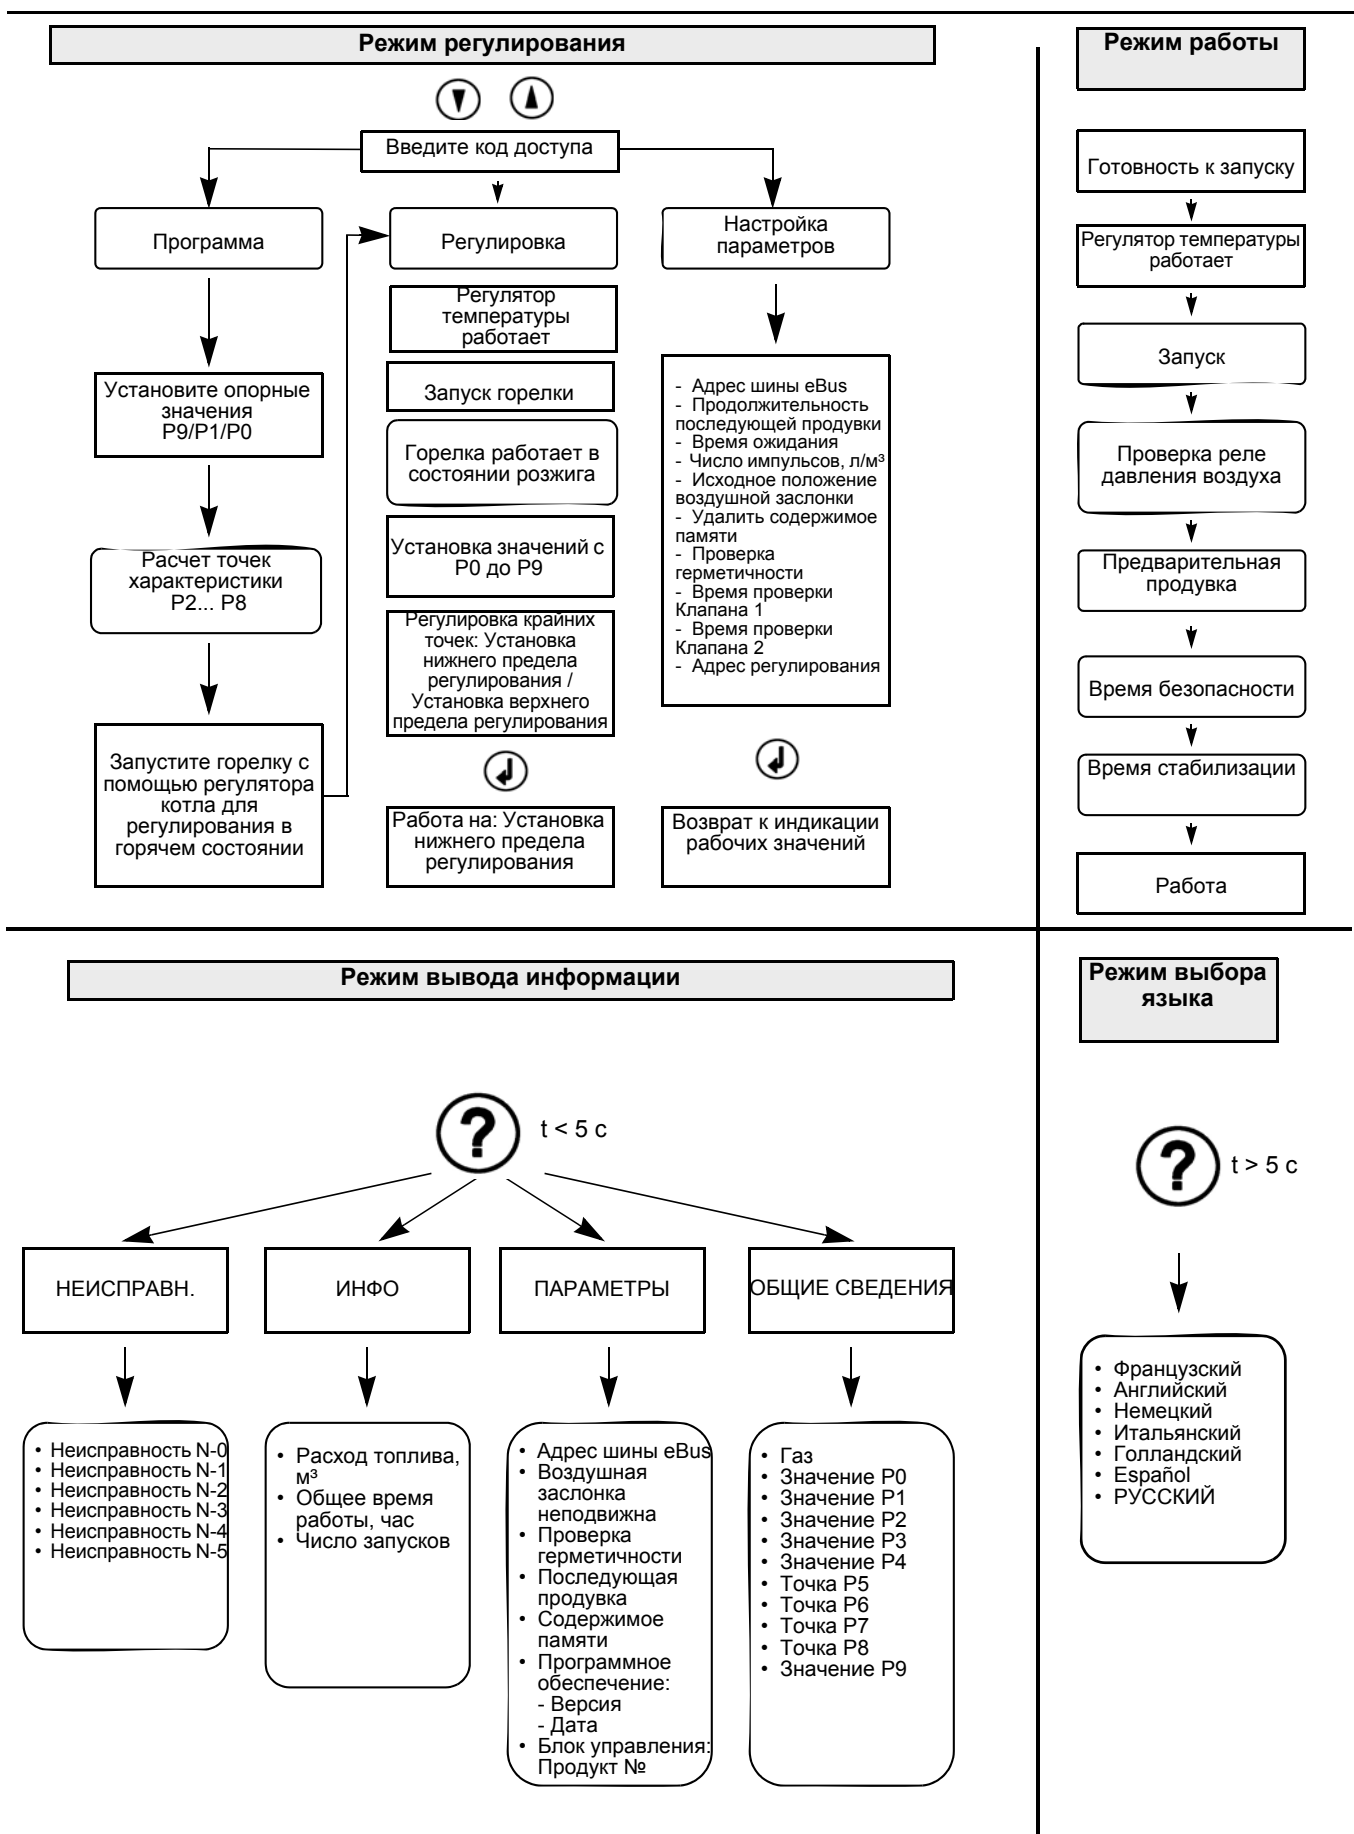 Режим регулирования
Введите код доступа
Программа
Установите опорные
значения
P9/P1/P0
Расчет точек
характеристики
P2... P8
Запустите горелку с
помощью регулятора
котла для
регулирования в
горячем состоянии
Регулировка
Регулятор
температуры
работает
Запуск горелки
Горелка работает в
состоянии розжига
Установка значений с
P0 до P9
Регулировка крайних
точек: Установка
нижнего предела
регулирования /
Установка верхнего
предела регулирования
Работа на: Установка
нижнего предела
регулирования
Настройка
параметров
- Адрес шины eBus
- Продолжительность
последующей продувки
- Время ожидания
- Число импульсов, л/м³
- Исходное положение
воздушной заслонки
- Удалить содержимое
памяти
- Проверка
герметичности
- Время проверки
Клапана 1
- Время проверки
Клапана 2
- Адрес регулирования
Возврат к индикации
рабочих значений
Режим работы
Готовность к запуску
Регулятор температуры
работает
Запуск
Проверка реле
давления воздуха
Предварительная
продувка
Время безопасности
Время стабилизации
Работа
Режим вывода информации
? t < 5 с
НЕИСПРАВН.
• Неисправность N-0
• Неисправность N-1
• Неисправность N-2
• Неисправность N-3
• Неисправность N-4
• Неисправность N-5
ИНФО
• Расход топлива,
м³
• Общее время
работы, час
• Число запусков
ПАРАМЕТРЫ
• Адрес шины eBus
• Воздушная
заслонка
неподвижна
• Проверка
герметичности
• Последующая
продувка
• Содержимое
памяти
• Программное
обеспечение:
- Версия
- Дата
• Блок управления:
Продукт №
ОБЩИЕ СВЕДЕНИЯ
• Газ
• Значение P0
• Значение P1
• Значение P2
• Значение P3
• Значение P4
• Точка P5
• Точка P6
• Точка P7
• Точка P8
• Значение P9
Режим выбора
языка
? t > 5 с
• Французский
• Английский
• Немецкий
• Итальянский
• Голландский
• Español
• РУССКИЙ